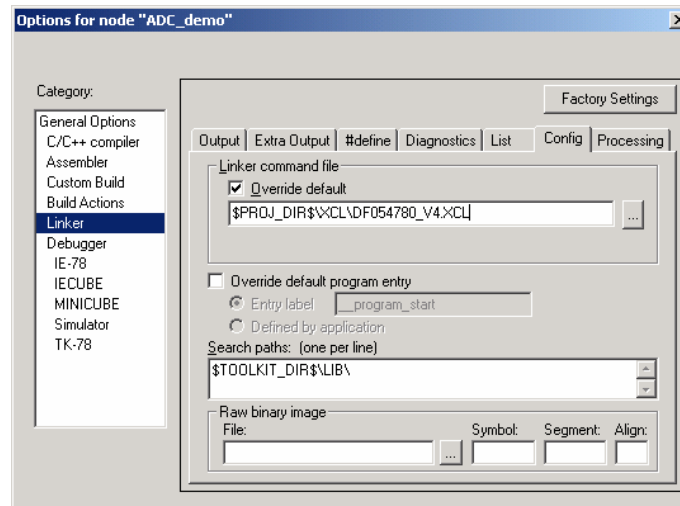 Options for node "ADC_demo"
Category:
Factory Settings
General Options
C/C++ compiler
Assembler
Custom Build
Build Actions
Linker
Debugger
IE-78
IECUBE
MINICUBE
Simulator
TK-78
Output Extra Output #define Diagnostics List Config Processing
Linker command file
Override default
$PROJ_DIR$\XCL\DF054780_V4.XCL
...
Override default program entry
Entry label __program_start
Defined by application
Search paths: (one per line)
$TOOLKIT_DIR$\LIB\
Raw binary image
File: Symbol: Segment: Align:
...